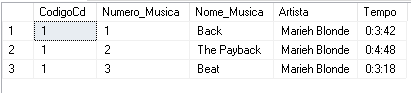 CodigoCd Numero_Musica Nome_Musica Artista Tempo
1 1 1 Back Marieh Blonde 0:3:42
2 1 2 The Payback Marieh Blonde 0:4:48
3 1 3 Beat Marieh Blonde 0:3:18